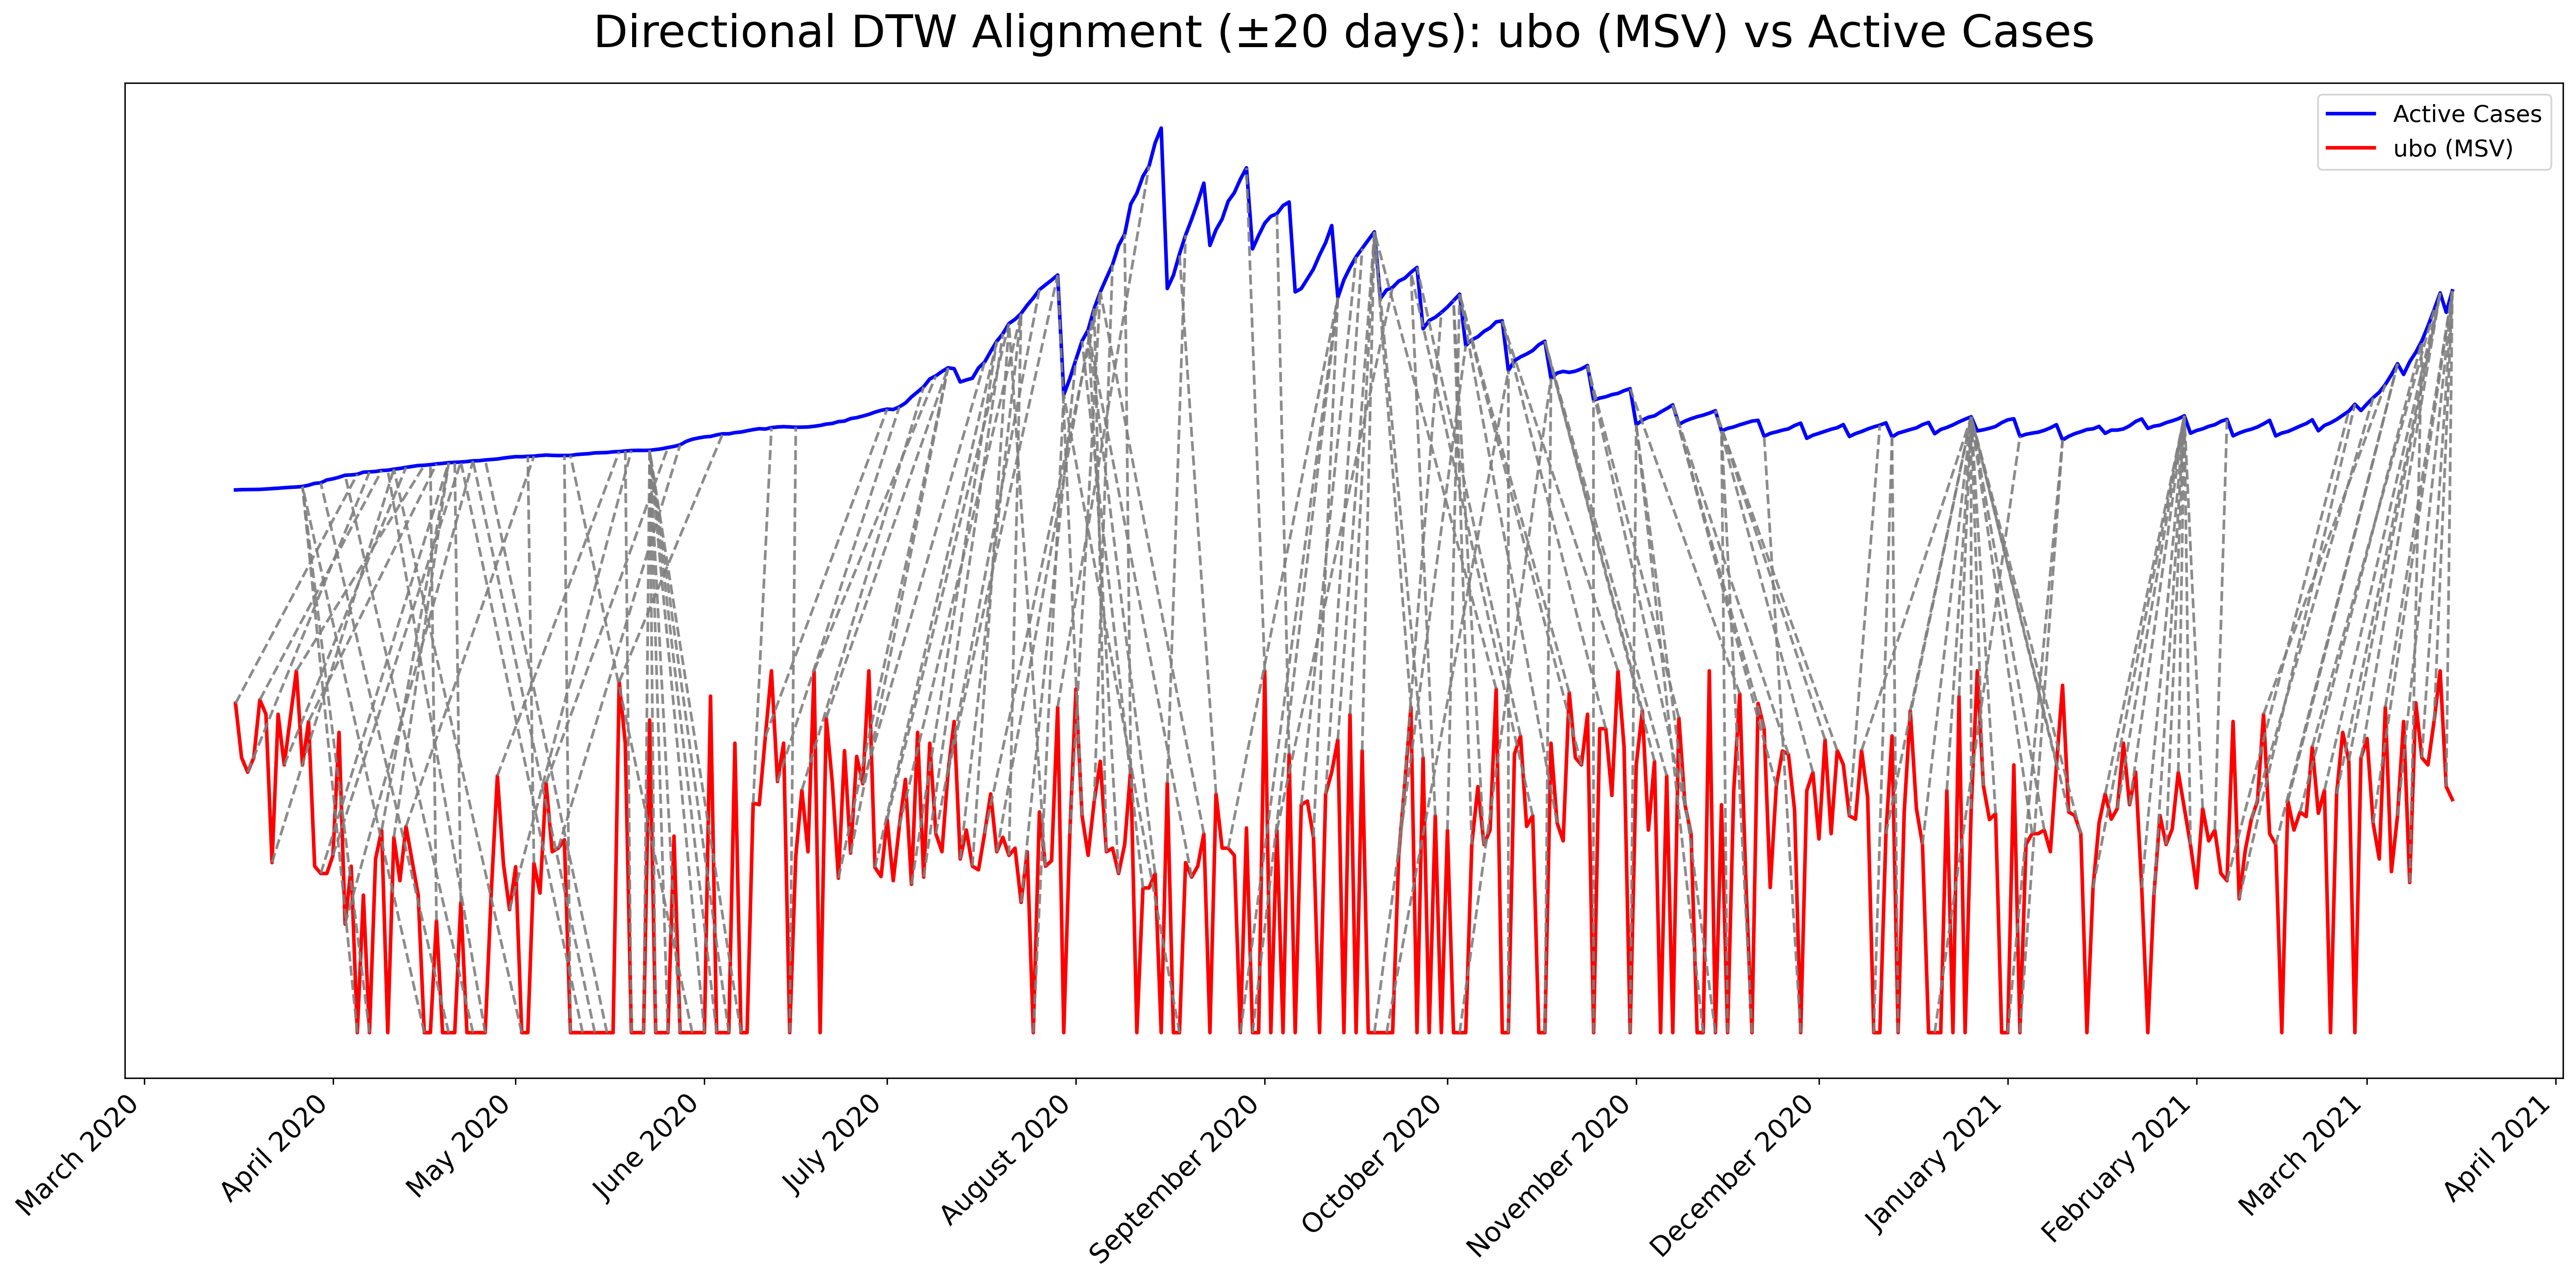 Directional DTW Alignment (±20 days): ubo (MSV) vs Active Cases
Active Cases
ubo (MSV)
March 2020
April 2020
May 2020
June 2020
July 2020
August 2020
September 2020
October 2020
November 2020
December 2020
January 2021
February 2021
March 2021
April 2021